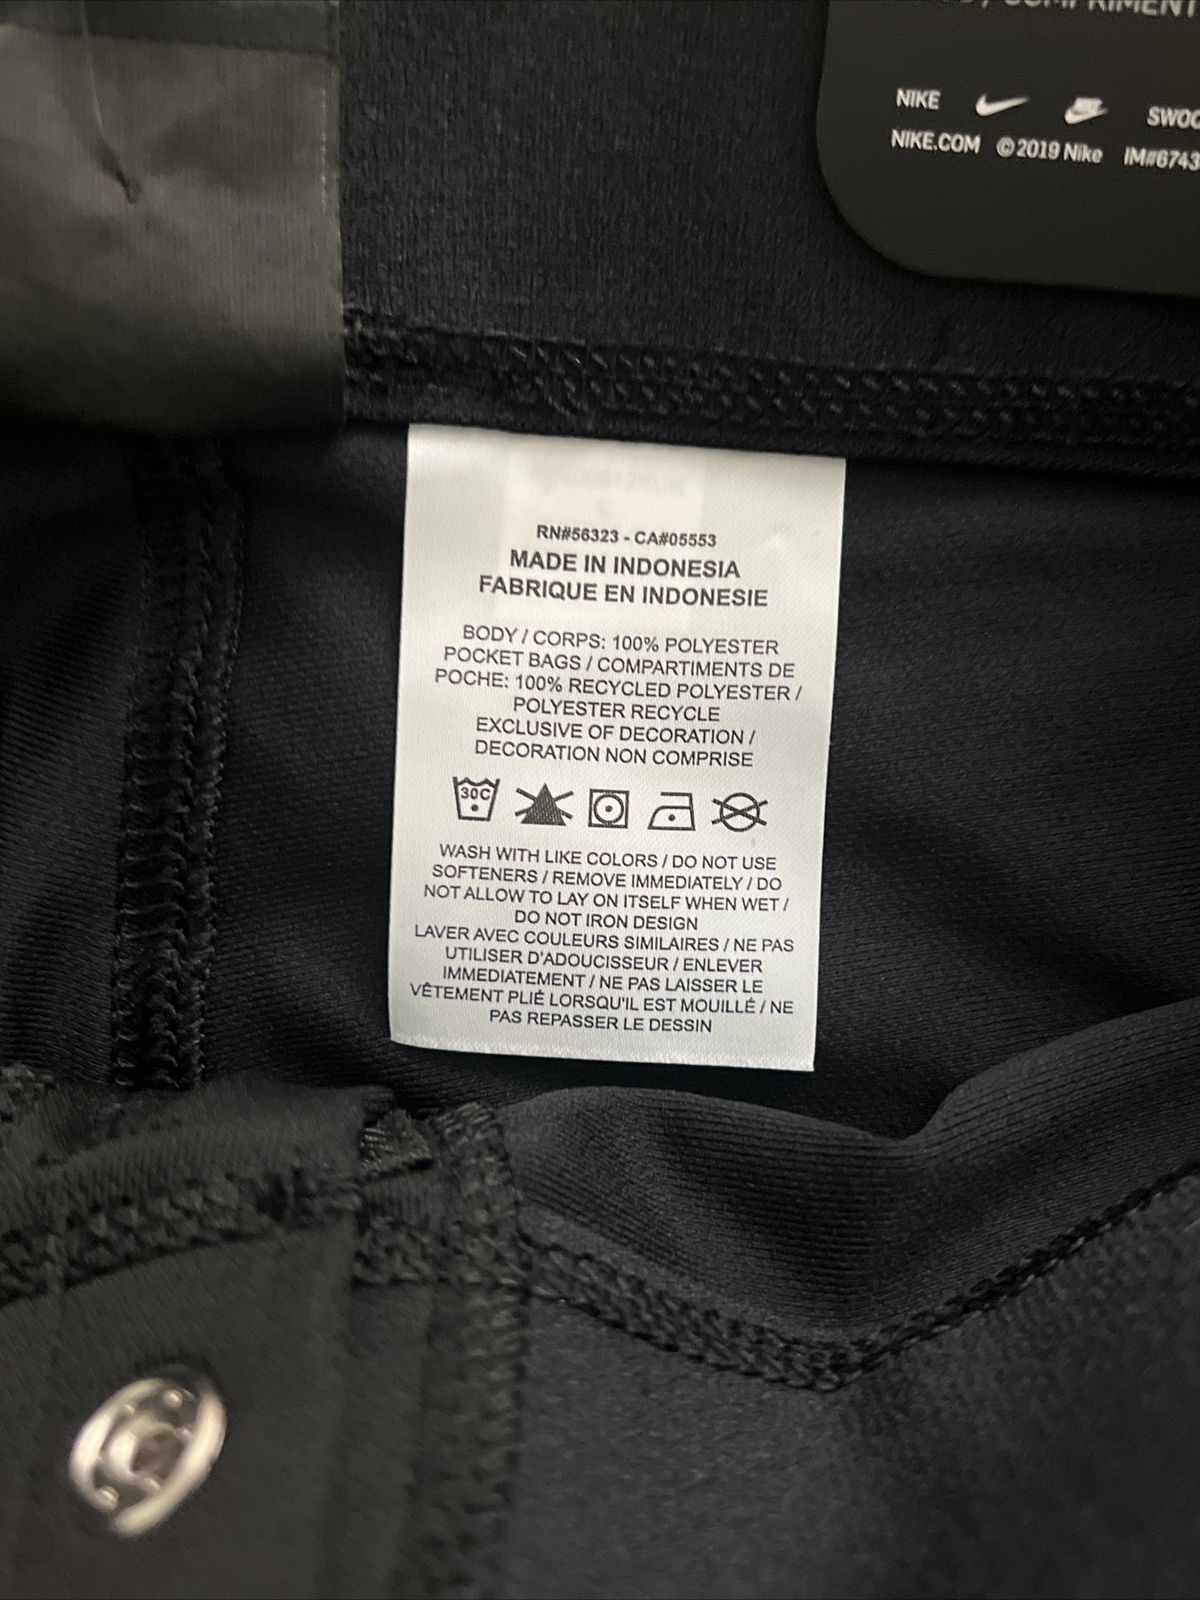 COMPRIMENT
NIKE SWOO
NIKE.COM ©2019 Nike IM#6743
RN#56323 - CA#05553
MADE IN INDONESIA
FABRIQUE EN INDONESIE
BODY / CORPS: 100% POLYESTER
POCKET BAGS / COMPARTIMENTS DE
POCHE: 100% RECYCLED POLYESTER /
POLYESTER RECYCLE
EXCLUSIVE OF DECORATION /
DECORATION NON COMPRISE
30C
WASH WITH LIKE COLORS / DO NOT USE
SOFTENERS / REMOVE IMMEDIATELY / DO
NOT ALLOW TO LAY ON ITSELF WHEN WET /
DO NOT IRON DESIGN
LAVER AVEC COULEURS SIMILAIRES / NE PAS
UTILISER D'ADOUCISSEUR / ENLEVER
IMMEDIATEMENT / NE PAS LAISSER LE
VÊTEMENT PLIÉ LORSQU'IL EST MOUILLÉ / NE
PAS REPASSER LE DESSIN